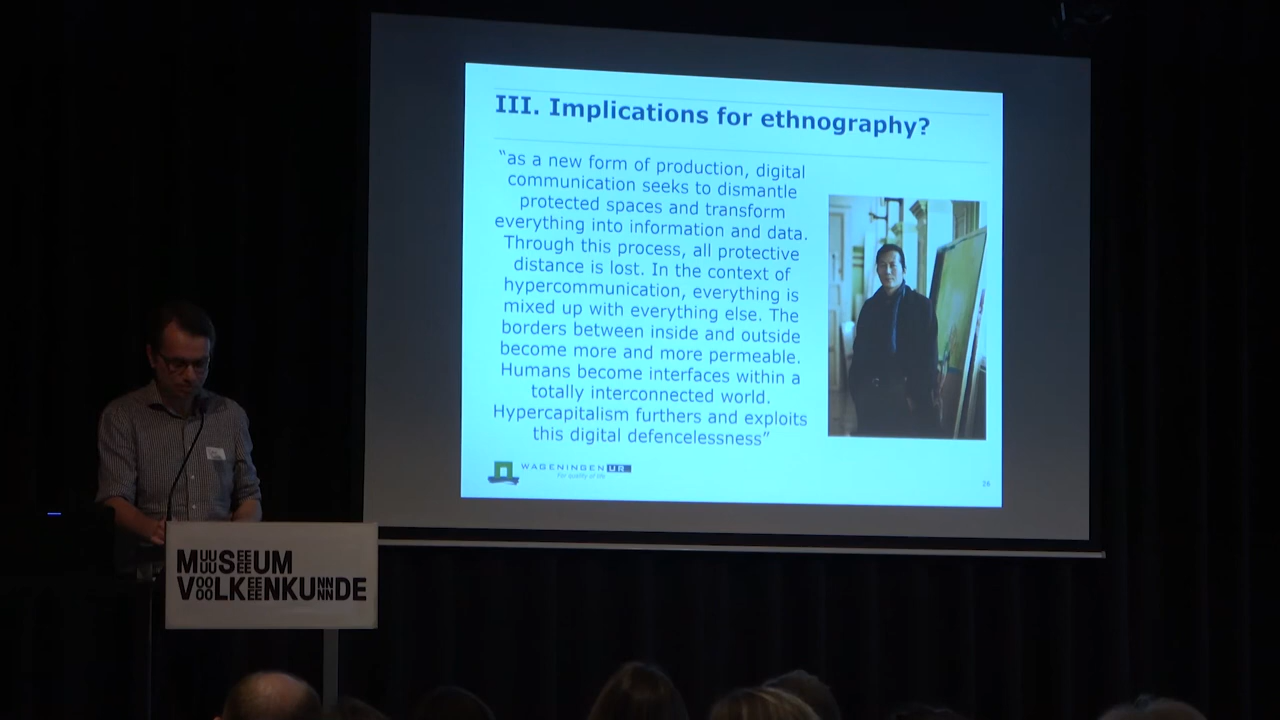 III. Implications for ethnography?
“as a new form of production, digital
communication seeks to dismantle
protected spaces and transform
everything into information and data.
Through this process, all protective
distance is lost. In the context of
hypercommunication, everything is
mixed up with everything else. The
borders between inside and outside
become more and more permeable.
Humans become interfaces within a
totally interconnected world.
Hypercapitalism furthers and exploits
this digital defencelessness”
WAGENINGEN UR
For quality of life
26
MUSEUM
VOLKENKUNDE